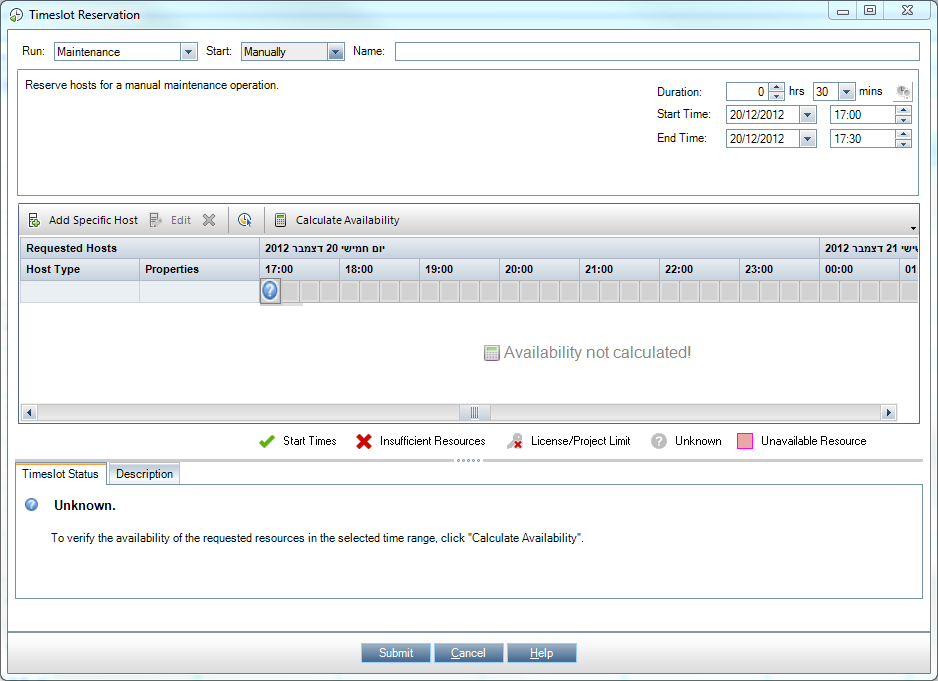 Timeslot Reservation
Run: Maintenance Start: Manually Name:
Reserve hosts for a manual maintenance operation.
Duration: 0 hrs 30 mins
Start Time: 20/12/2012 17:00
End Time: 20/12/2012 17:30
Add Specific Host Edit Calculate Availability
Requested Hosts יום חמישי 20 דצמבר 2012 21 דצמבר 2012
Host Type Properties 17:00 18:00 19:00 20:00 21:00 22:00 23:00 00:00 01
Availability not calculated!
Start Times Insufficient Resources License/Project Limit Unknown Unavailable Resource
Timeslot Status Description
Unknown.
To verify the availability of the requested resources in the selected time range, click "Calculate Availability".
Submit Cancel Help